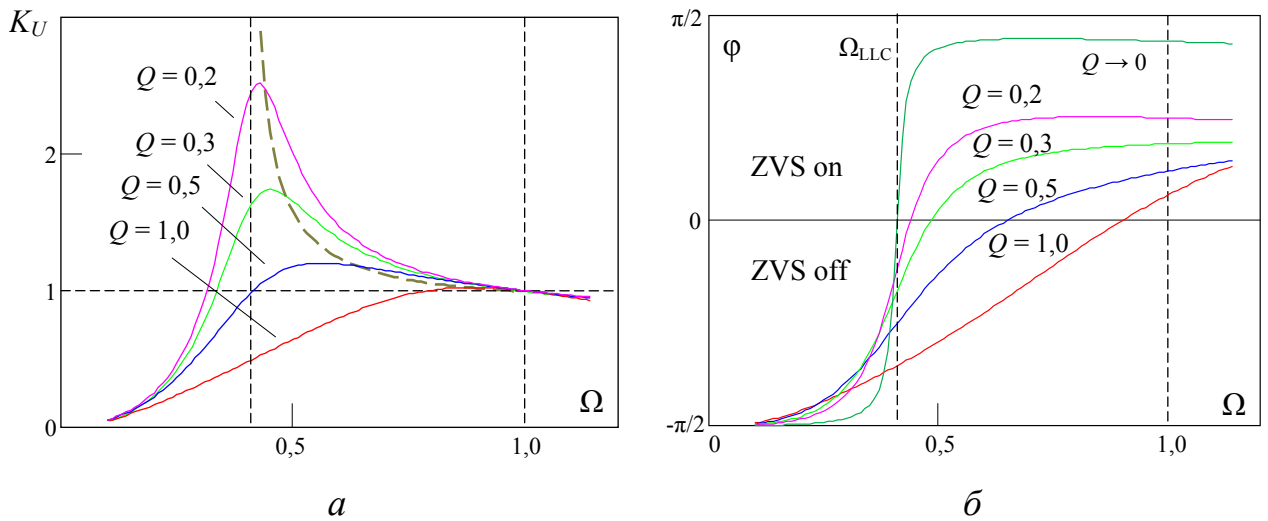 K_U
Q = 0,2
Q = 0,3
Q = 0,5
Q = 1,0
2
1
0
0,5
1,0
Ω
а
π/2
φ
Ω_LLC
Q → 0
Q = 0,2
Q = 0,3
Q = 0,5
Q = 1,0
ZVS on
0
ZVS off
-π/2
0
0,5
1,0
Ω
б